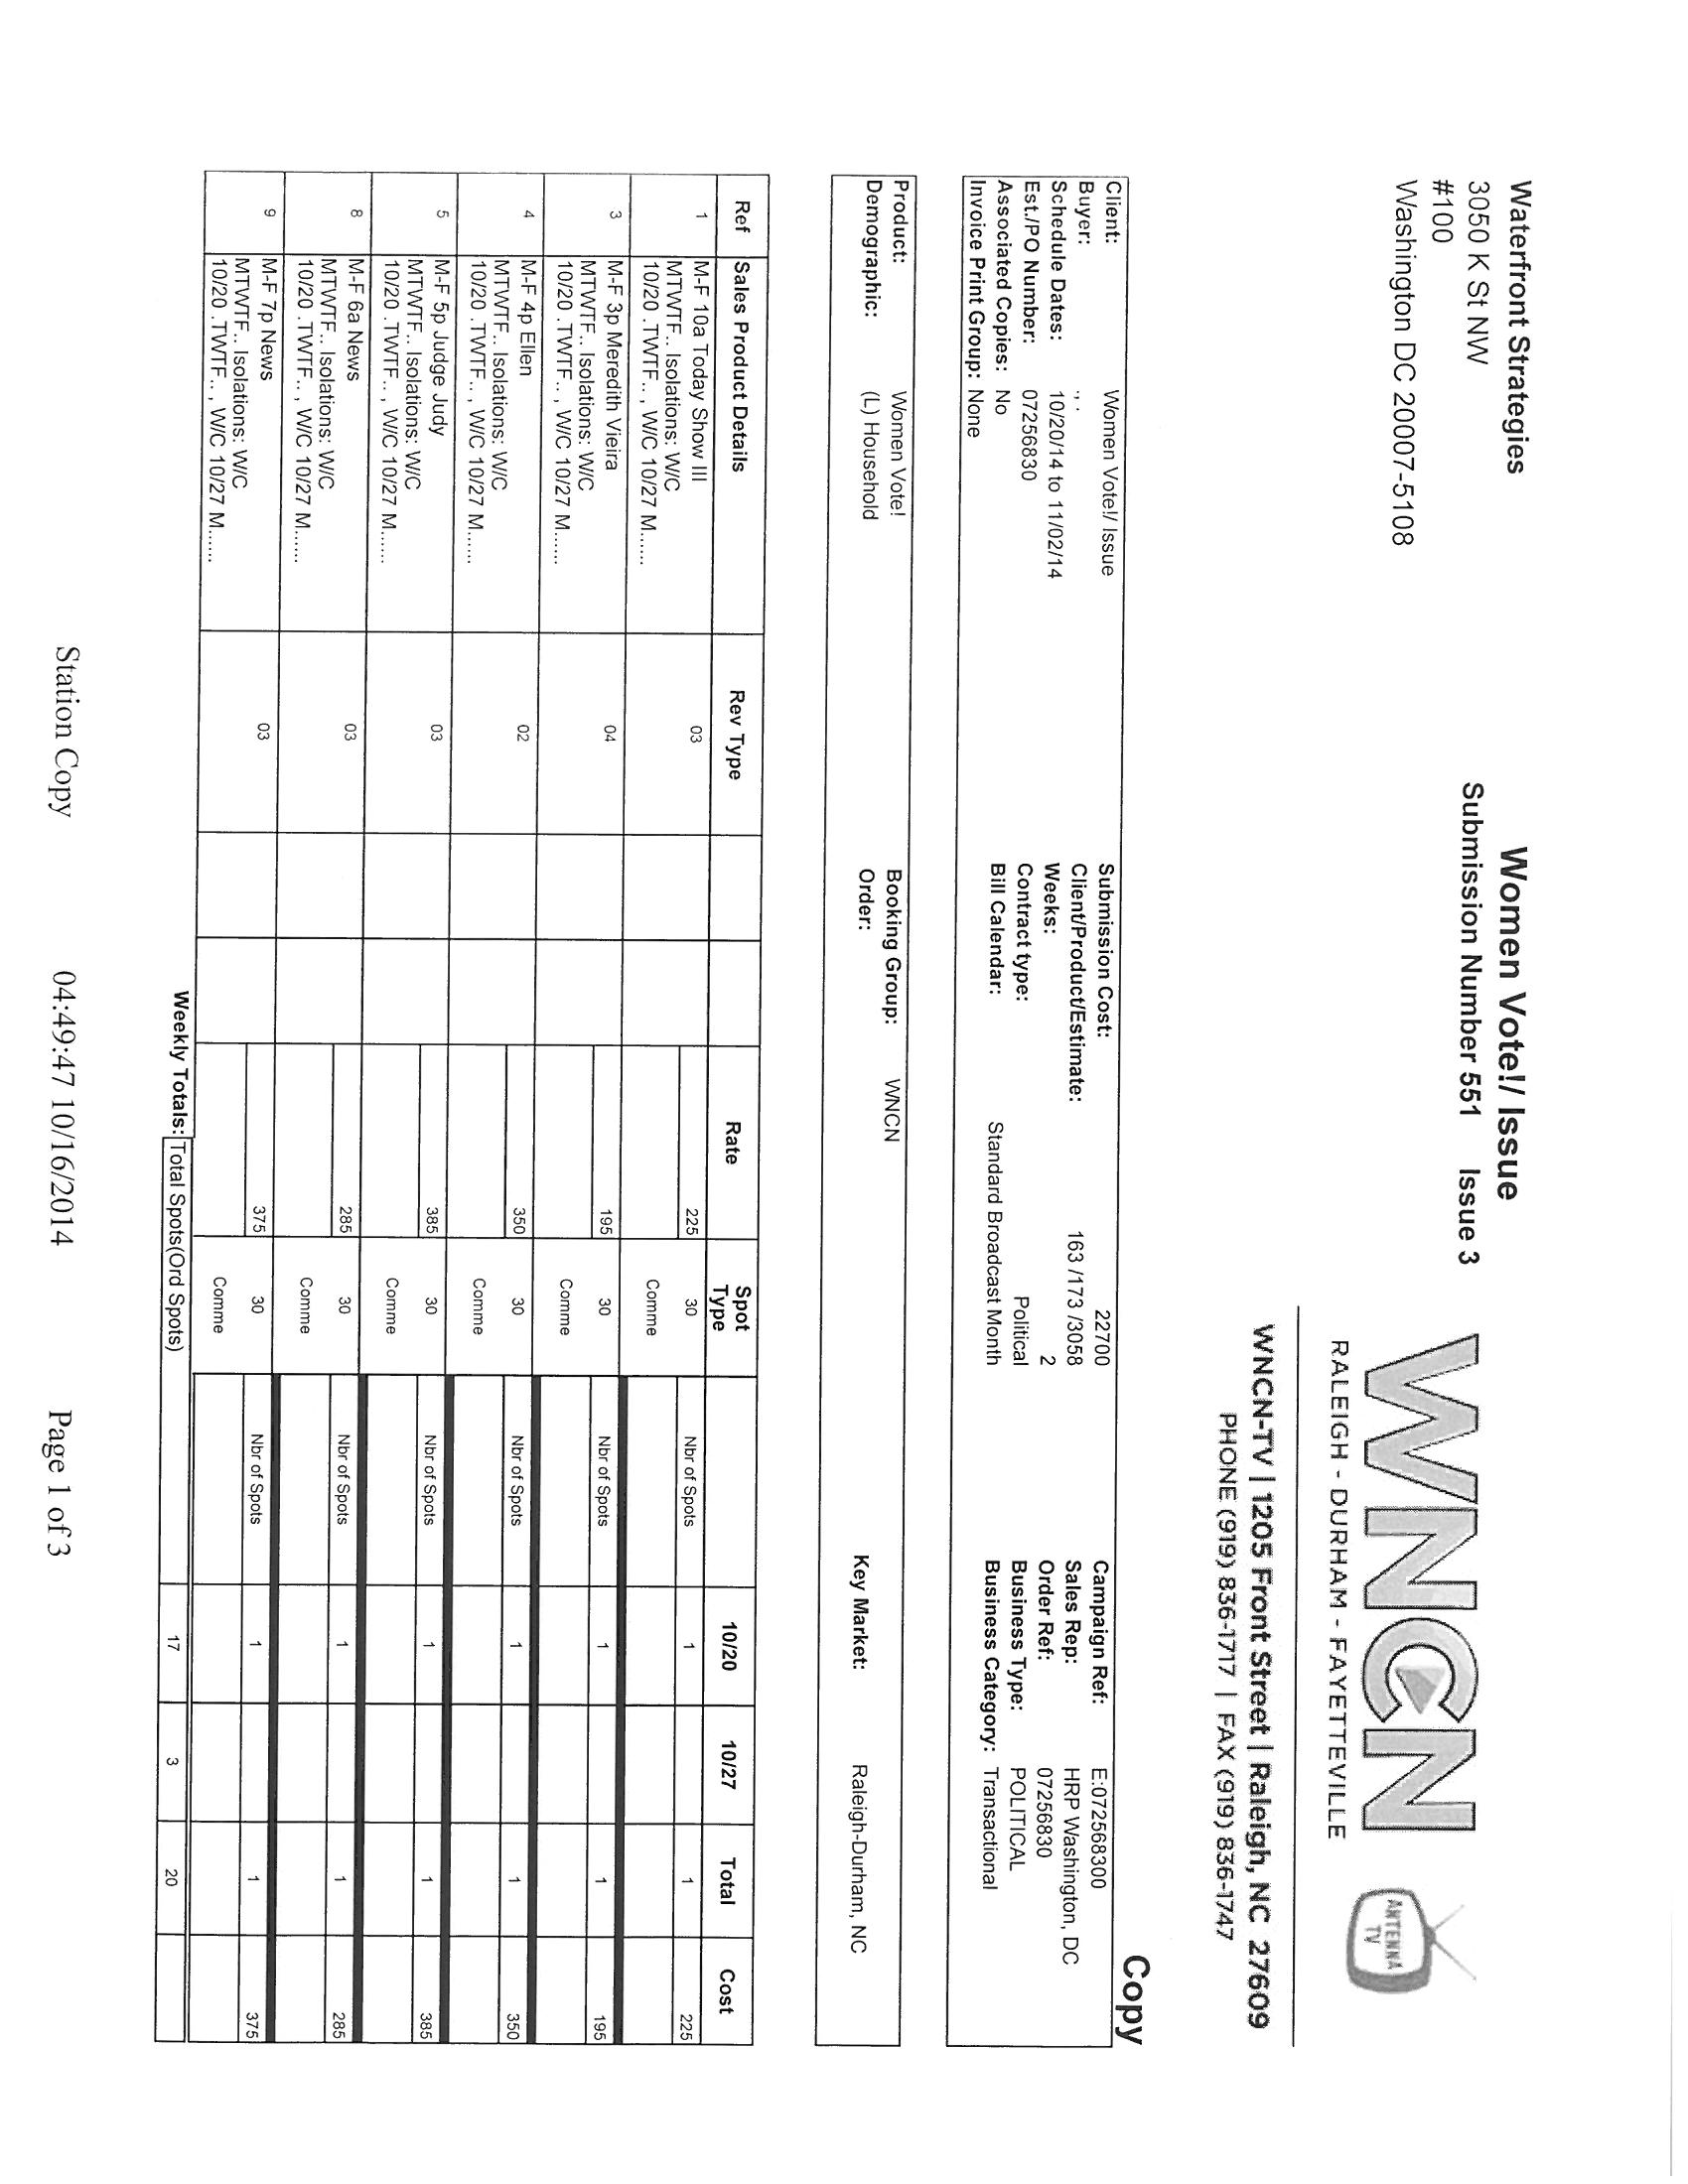 Waterfront Strategies
3050 K St NW
#100
Washington DC 20007-5108
Women Vote!/ Issue
Submission Number 551 Issue 3
WNCN
RALEIGH - DURHAM - FAYETTEVILLE
ANTENNA
TV
WNCN-TV | 1205 Front Street | Raleigh, NC 27609
PHONE (919) 836-1717 | FAX (919) 836-1747
Copy
Client: Women Vote!/ Issue Submission Cost: 22700 Campaign Ref: E:072568300
Buyer: ., . Client/Product/Estimate: 163 /173 /3058 Sales Rep: HRP Washington, DC
Schedule Dates: 10/20/14 to 11/02/14 Weeks: 2 Order Ref: 07256830
Est./PO Number: 07256830 Contract type: Political Business Type: POLITICAL
Associated Copies: No Bill Calendar: Standard Broadcast Month Business Category: Transactional
Invoice Print Group: None
Product: Women Vote! Booking Group: WNCN Key Market: Raleigh-Durham, NC
Demographic: (L) Household Order:
Ref Sales Product Details Rev Type Rate Spot Type 10/20 10/27 Total Cost
1 M-F 10a Today Show III 03 225 30 Nbr of Spots 1 1 225
MTWTF.. Isolations: W/C Comme
10/20 .TWTF.. , W/C 10/27 M......
3 M-F 3p Meredith Vieira 04 195 30 Nbr of Spots 1 1 195
MTWTF.. Isolations: W/C Comme
10/20 .TWTF.. , W/C 10/27 M......
4 M-F 4p Ellen 02 350 30 Nbr of Spots 1 1 350
MTWTF.. Isolations: W/C Comme
10/20 .TWTF.. , W/C 10/27 M......
5 M-F 5p Judge Judy 03 385 30 Nbr of Spots 1 1 385
MTWTF.. Isolations: W/C Comme
10/20 .TWTF.. , W/C 10/27 M......
8 M-F 6a News 03 285 30 Nbr of Spots 1 1 285
MTWTF.. Isolations: W/C Comme
10/20 .TWTF.. , W/C 10/27 M......
9 M-F 7p News 03 375 30 Nbr of Spots 1 1 375
MTWTF.. Isolations: W/C Comme
10/20 .TWTF.. , W/C 10/27 M......
Weekly Totals: Total Spots(Ord Spots) 17 3 20
Station Copy 04:49:47 10/16/2014 Page 1 of 3